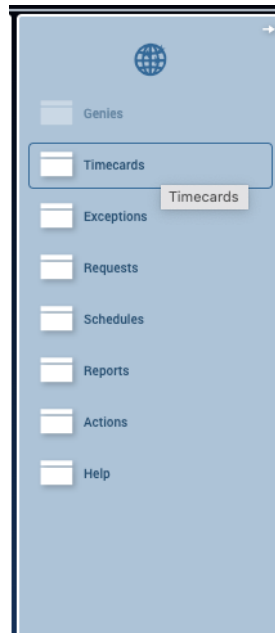 Genies
Timecards
Timecards
Exceptions
Requests
Schedules
Reports
Actions
Help